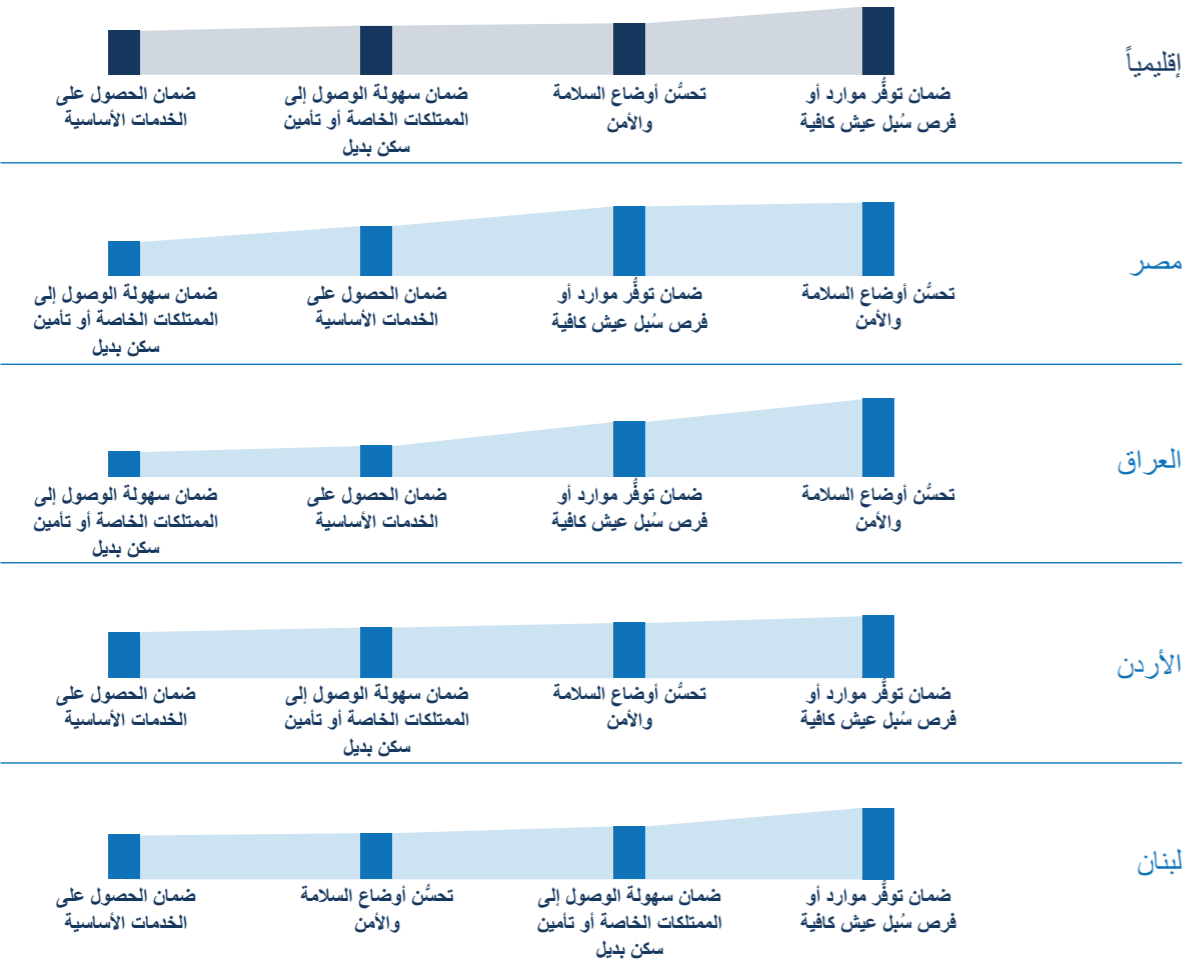 إقليمياً
ضمان توفُّر موارد أو
فرص سُبل عيش كافية
تحسُّن أوضاع السلامة
والأمن
ضمان سهولة الوصول إلى
الممتلكات الخاصة أو تأمين
سكن بديل
ضمان الحصول على
الخدمات الأساسية
مصر
تحسُّن أوضاع السلامة
والأمن
ضمان توفُّر موارد أو
فرص سُبل عيش كافية
ضمان الحصول على
الخدمات الأساسية
ضمان سهولة الوصول إلى
الممتلكات الخاصة أو تأمين
سكن بديل
العراق
تحسُّن أوضاع السلامة
والأمن
ضمان توفُّر موارد أو
فرص سُبل عيش كافية
ضمان الحصول على
الخدمات الأساسية
ضمان سهولة الوصول إلى
الممتلكات الخاصة أو تأمين
سكن بديل
الأردن
ضمان توفُّر موارد أو
فرص سُبل عيش كافية
تحسُّن أوضاع السلامة
والأمن
ضمان سهولة الوصول إلى
الممتلكات الخاصة أو تأمين
سكن بديل
ضمان الحصول على
الخدمات الأساسية
لبنان
ضمان توفُّر موارد أو
فرص سُبل عيش كافية
ضمان سهولة الوصول إلى
الممتلكات الخاصة أو تأمين
سكن بديل
تحسُّن أوضاع السلامة
والأمن
ضمان الحصول على
الخدمات الأساسية